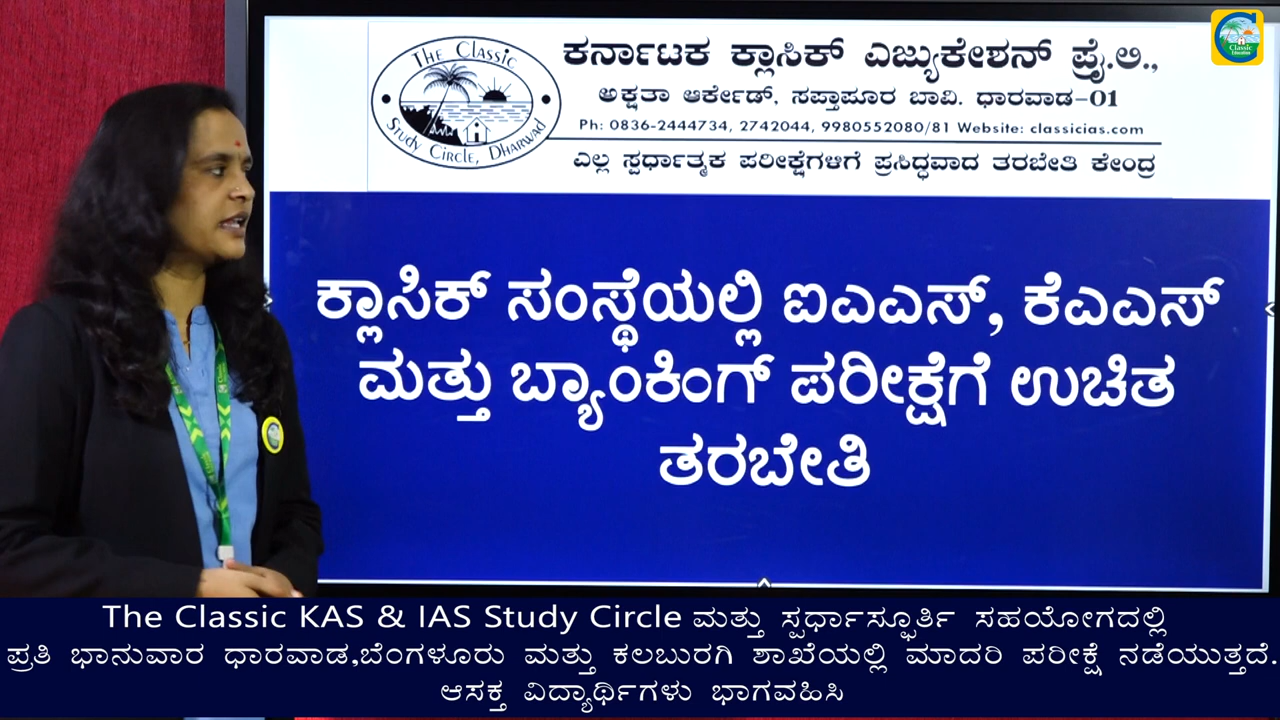 The Classic
Study Circle, Dharwad
ಕರ್ನಾಟಕ ಕ್ಲಾಸಿಕ್ ಎಜ್ಯುಕೇಶನ್ ಪ್ರೈ.ಲಿ.,
ಅಕ್ಷತಾ ಆರ್ಕೇಡ್, ಸಪ್ತಾಪೂರ ಬಾವಿ. ಧಾರವಾಡ-01
Ph: 0836-2444734, 2742044, 9980552080/81 Website: classicias.com
ಎಲ್ಲ ಸ್ಪರ್ಧಾತ್ಮಕ ಪರೀಕ್ಷೆಗಳಿಗೆ ಪ್ರಸಿದ್ಧವಾದ ತರಬೇತಿ ಕೇಂದ್ರ
Classic
Education
ಕ್ಲಾಸಿಕ್ ಸಂಸ್ಥೆಯಲ್ಲಿ ಐಎಎಸ್, ಕೆಎಎಸ್
ಮತ್ತು ಬ್ಯಾಂಕಿಂಗ್ ಪರೀಕ್ಷೆಗೆ ಉಚಿತ
ತರಬೇತಿ
The Classic KAS & IAS Study Circle ಮತ್ತು ಸ್ಪರ್ಧಾಸ್ಫೂರ್ತಿ ಸಹಯೋಗದಲ್ಲಿ
ಪ್ರತಿ ಭಾನುವಾರ ಧಾರವಾಡ,ಬೆಂಗಳೂರು ಮತ್ತು ಕಲಬುರಗಿ ಶಾಖೆಯಲ್ಲಿ ಮಾದರಿ ಪರೀಕ್ಷೆ ನಡೆಯುತ್ತದೆ.
ಆಸಕ್ತ ವಿದ್ಯಾರ್ಥಿಗಳು ಭಾಗವಹಿಸಿ